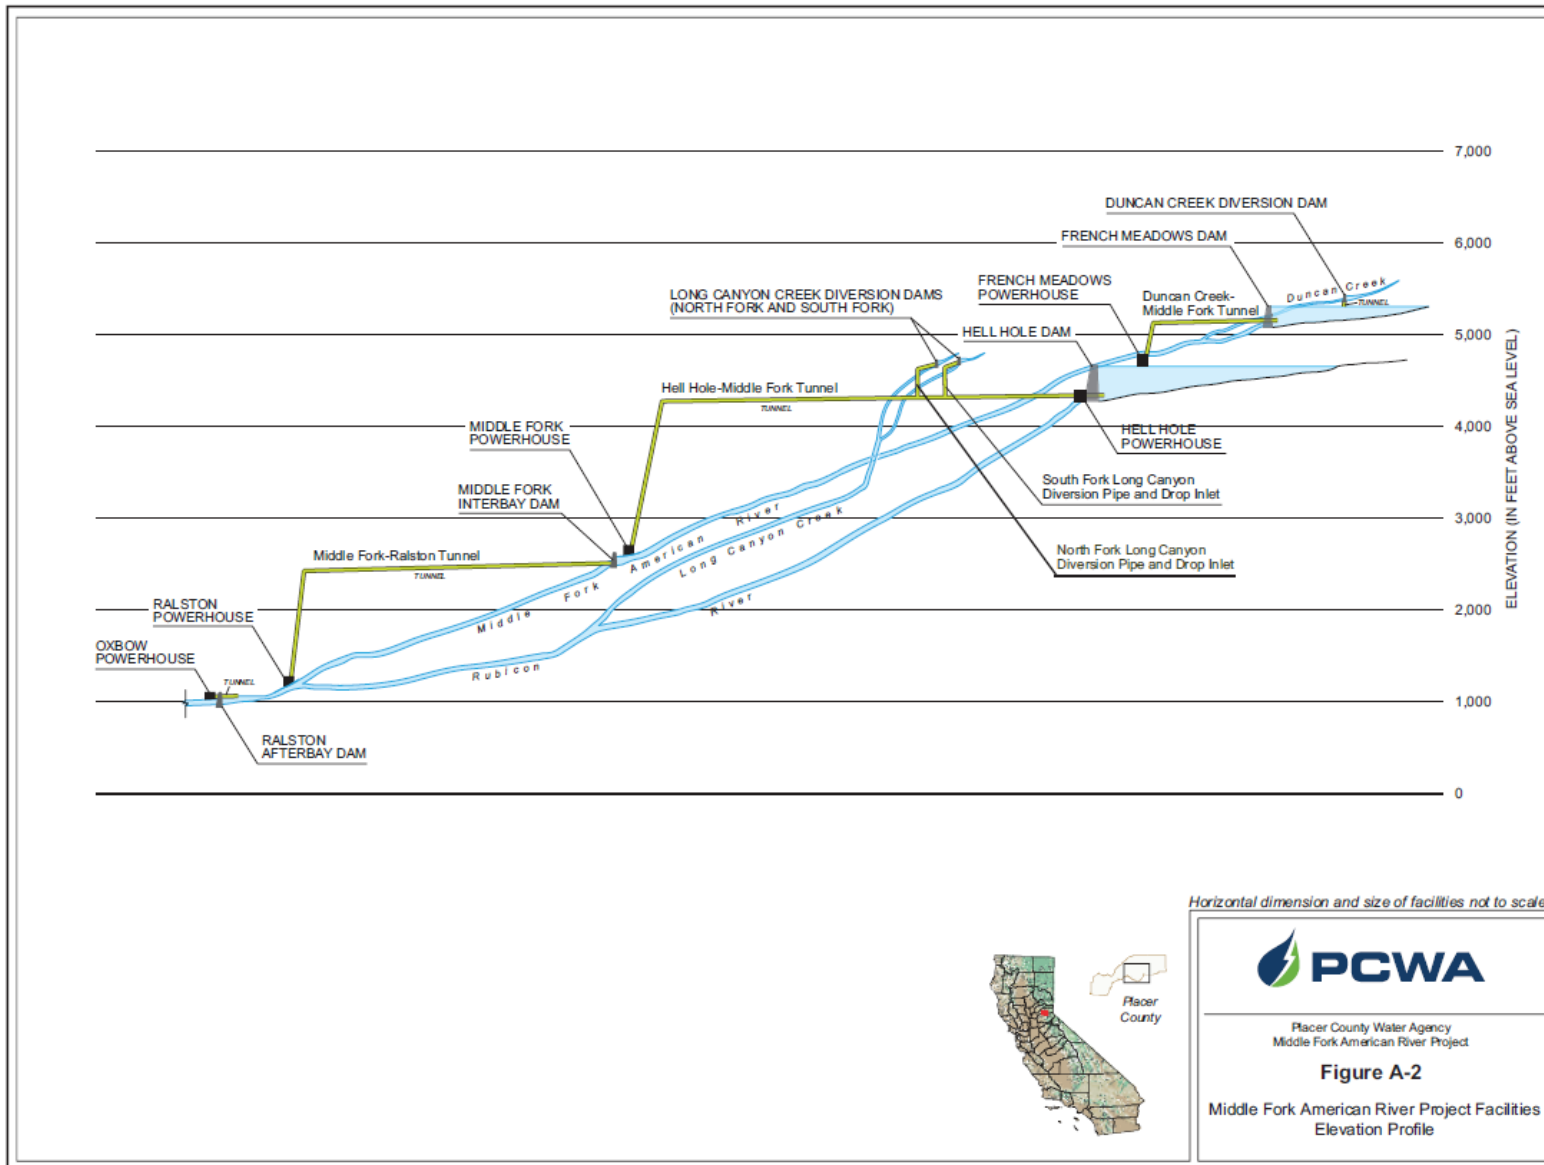 7,000
DUNCAN CREEK DIVERSION DAM
FRENCH MEADOWS DAM
6,000
FRENCH MEADOWS
POWERHOUSE
Duncan Creek-
Middle Fork Tunnel
Duncan Creek
TUNNEL
LONG CANYON CREEK DIVERSION DAMS
(NORTH FORK AND SOUTH FORK)
HELL HOLE DAM
5,000
Hell Hole-Middle Fork Tunnel
TUNNEL
MIDDLE FORK
POWERHOUSE
HELL HOLE
POWERHOUSE
4,000
ELEVATION (IN FEET ABOVE SEA LEVEL)
MIDDLE FORK
INTERBAY DAM
South Fork Long Canyon
Diversion Pipe and Drop Inlet
3,000
Middle Fork-Ralston Tunnel
TUNNEL
North Fork Long Canyon
Diversion Pipe and Drop Inlet
Middle Fork American River
Long Canyon Creek
Rubicon River
2,000
RALSTON
POWERHOUSE
OXBOW
POWERHOUSE
TUNNEL
1,000
RALSTON
AFTERBAY DAM
0
Horizontal dimension and size of facilities not to scale
Placer
County
PCWA
Placer County Water Agency
Middle Fork American River Project
Figure A-2
Middle Fork American River Project Facilities
Elevation Profile